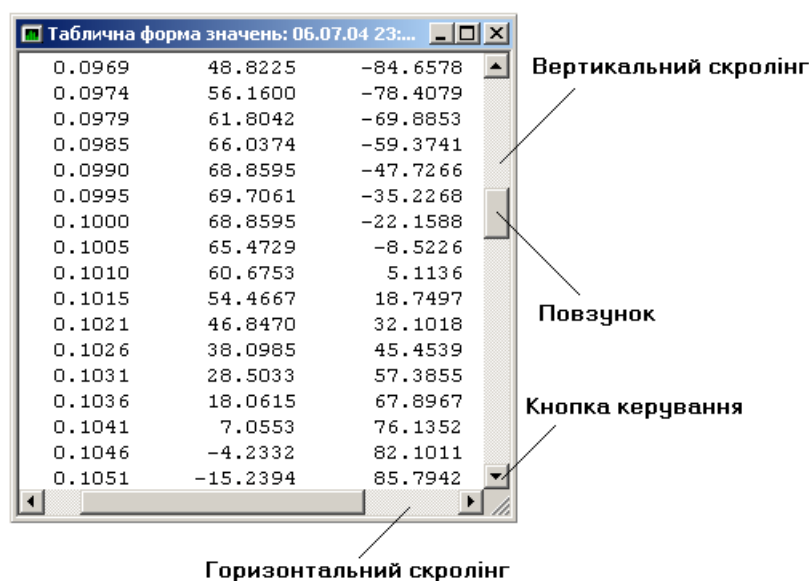 Таблична форма значень: 06.07.04 23:...
0.0969 48.8225 -84.6578
Вертикальний скролінг
0.0974 56.1600 -78.4079
0.0979 61.8042 -69.8853
0.0985 66.0374 -59.3741
0.0990 68.8595 -47.7266
0.0995 69.7061 -35.2268
0.1000 68.8595 -22.1588
0.1005 65.4729 -8.5226
0.1010 60.6753 5.1136
0.1015 54.4667 18.7497
Повзунок
0.1021 46.8470 32.1018
0.1026 38.0985 45.4539
0.1031 28.5033 57.3855
0.1036 18.0615 67.8967
Кнопка керування
0.1041 7.0553 76.1352
0.1046 -4.2332 82.1011
0.1051 -15.2394 85.7942
Горизонтальний скролінг